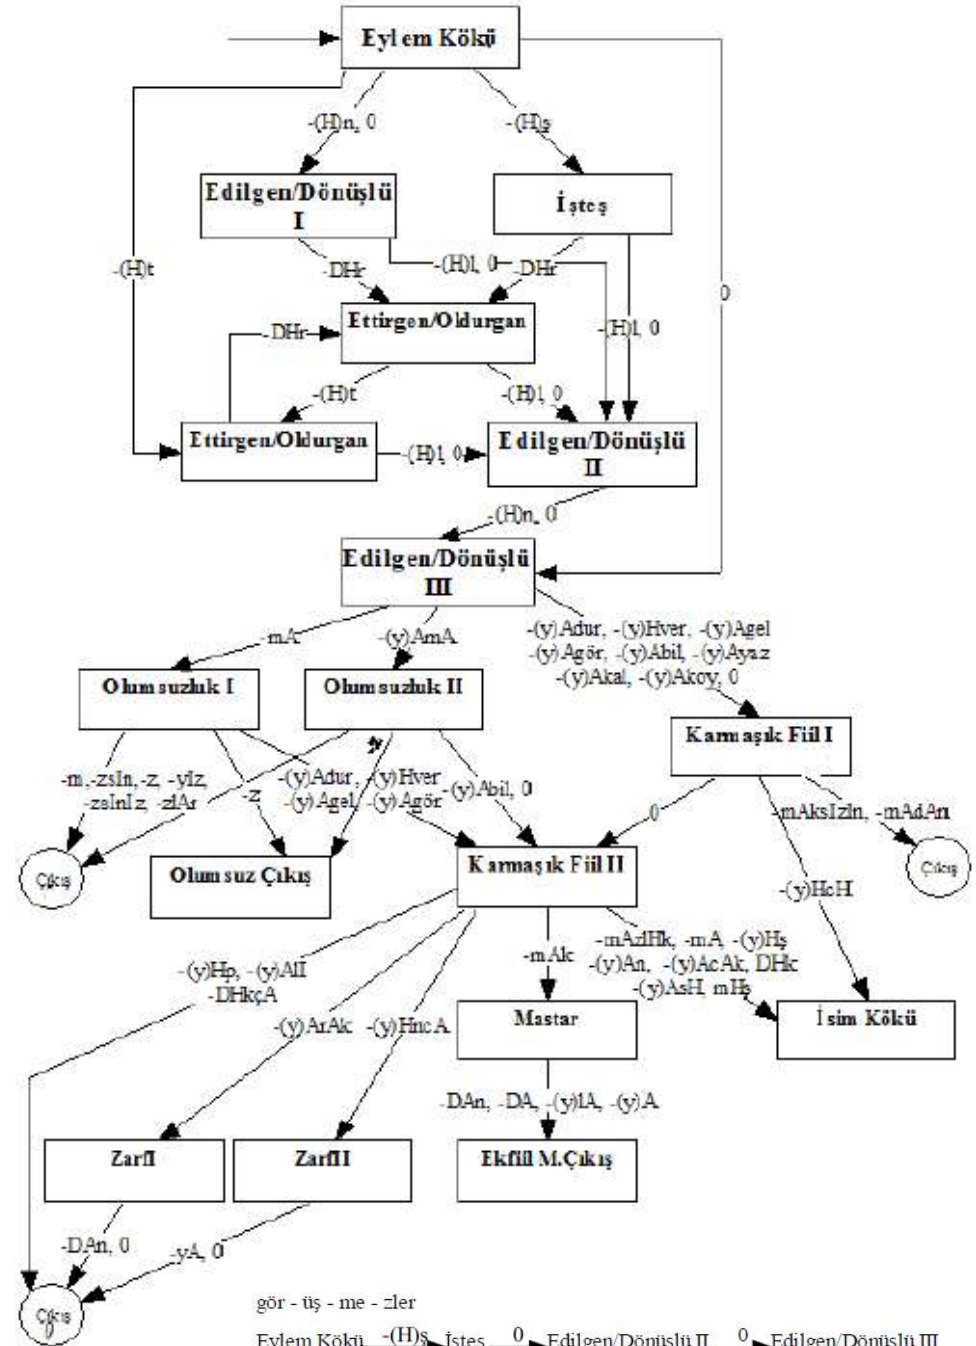 Eylem Kökü
-(H)n, 0
-(H)ş
Edilgen/Dönüşlü
I
İşteş
-(H)t
-DHr
-(H)l, 0
-DHr
0
Ettirgen/Oldurgan
-DHr
-(H)l, 0
-(H)t
-(H)l, 0
Ettirgen/Oldurgan
-(H)l, 0
Edilgen/Dönüşlü
II
-(H)n, 0
Edilgen/Dönüşlü
III
-mA
-(y)AmA
-(y)Adur, -(y)Hver, -(y)Agel
-(y)Agör, -(y)Abil, -(y)Ayaz
-(y)Akal, -(y)Akoy, 0
Olumsuzluk I
Olumsuzluk II
Karmaşık Fiil I
-m,-zsIn,-z, -yIz,
-zsInIz, -zlAr
-z
-z
-(y)Adur, -(y)Hver
-(y)Agel, -(y)Agör
-(y)Abil, 0
0
-mAksIzIn, -mAdAn
Çıkış
Olumsuz Çıkış
Karmaşık Fiil II
Çıkış
-(y)HcH
-(y)Hp, -(y)AlI
-DHkçA
-(y)ArAk
-(y)HncA
-mAk
-mAzlHk, -mA, -(y)Hş
-(y)An, -(y)AcAk, DHk
-(y)AsH, mHş
Mastar
İsim Kökü
-DAn, -DA, -(y)lA, -(y)A
ZarfI
ZarfII
Ekfiil M.Çıkış
-DAn, 0
-yA, 0
Çıkış
gör - üş - me - zler
Eylem Kökü -(H)ş İşteş 0 Edilgen/Dönüşlü II 0 Edilgen/Dönüşlü III